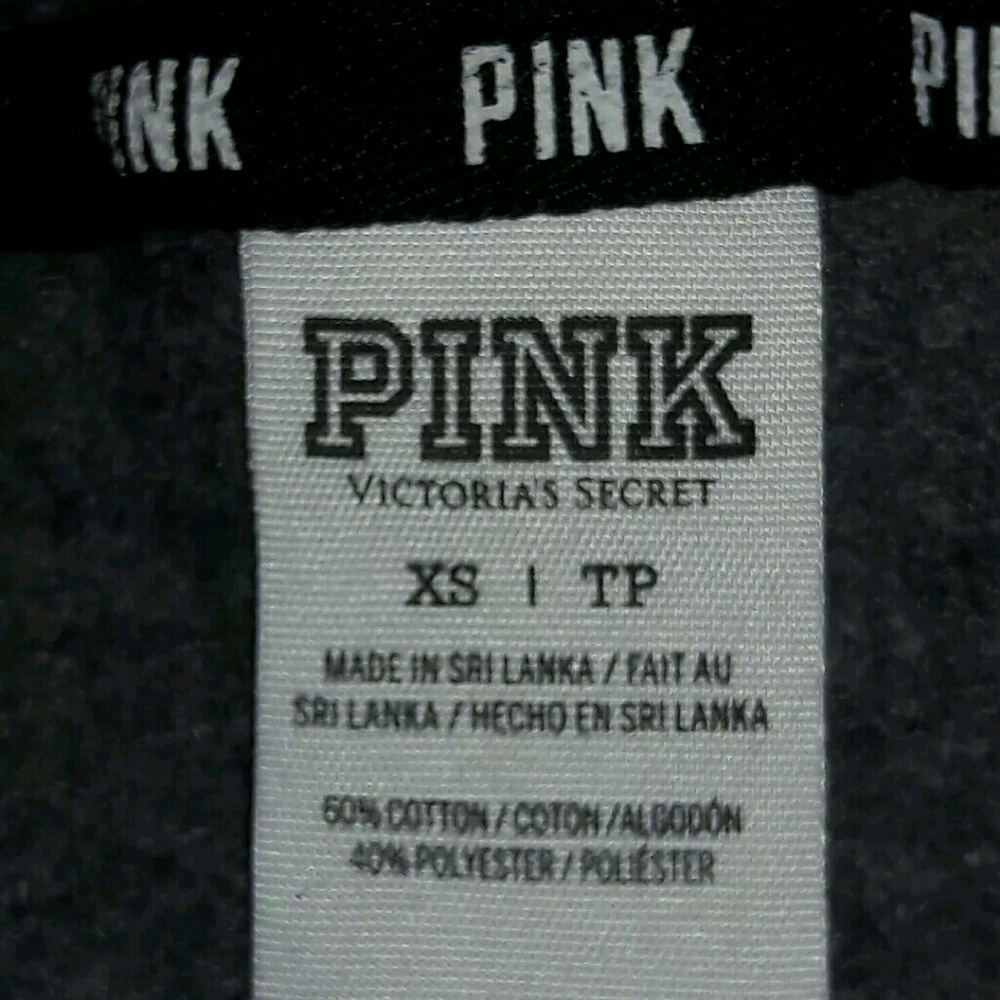 PINK PINK PI
PINK
VICTORIA'S SECRET
XS | TP
MADE IN SRI LANKA / FAIT AU
SRI LANKA / HECHO EN SRI LANKA
60% COTTON / COTON / ALGODÓN
40% POLYESTER / POLIÉSTER